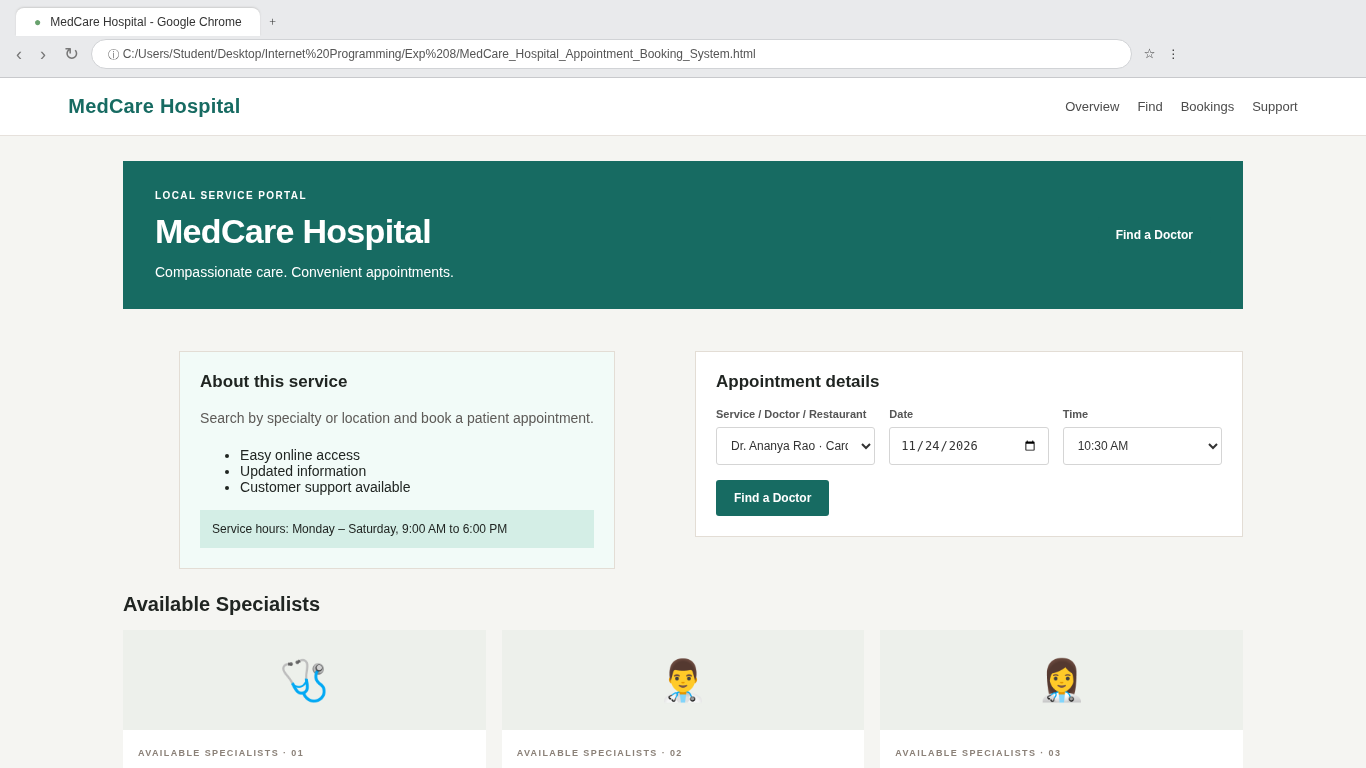 MedCare Hospital - Google Chrome
C:/Users/Student/Desktop/Internet%20Programming/Exp%208/MedCare_Hospital_Appointment_Booking_System.html
MedCare Hospital
Overview Find Bookings Support
LOCAL SERVICE PORTAL
MedCare Hospital
Compassionate care. Convenient appointments.
Find a Doctor
About this service
Search by specialty or location and book a patient appointment.
• Easy online access
• Updated information
• Customer support available
Service hours: Monday – Saturday, 9:00 AM to 6:00 PM
Appointment details
Service / Doctor / Restaurant Date Time
Dr. Ananya Rao · Card 11/24/2026 10:30 AM
Find a Doctor
Available Specialists
AVAILABLE SPECIALISTS · 01
AVAILABLE SPECIALISTS · 02
AVAILABLE SPECIALISTS · 03